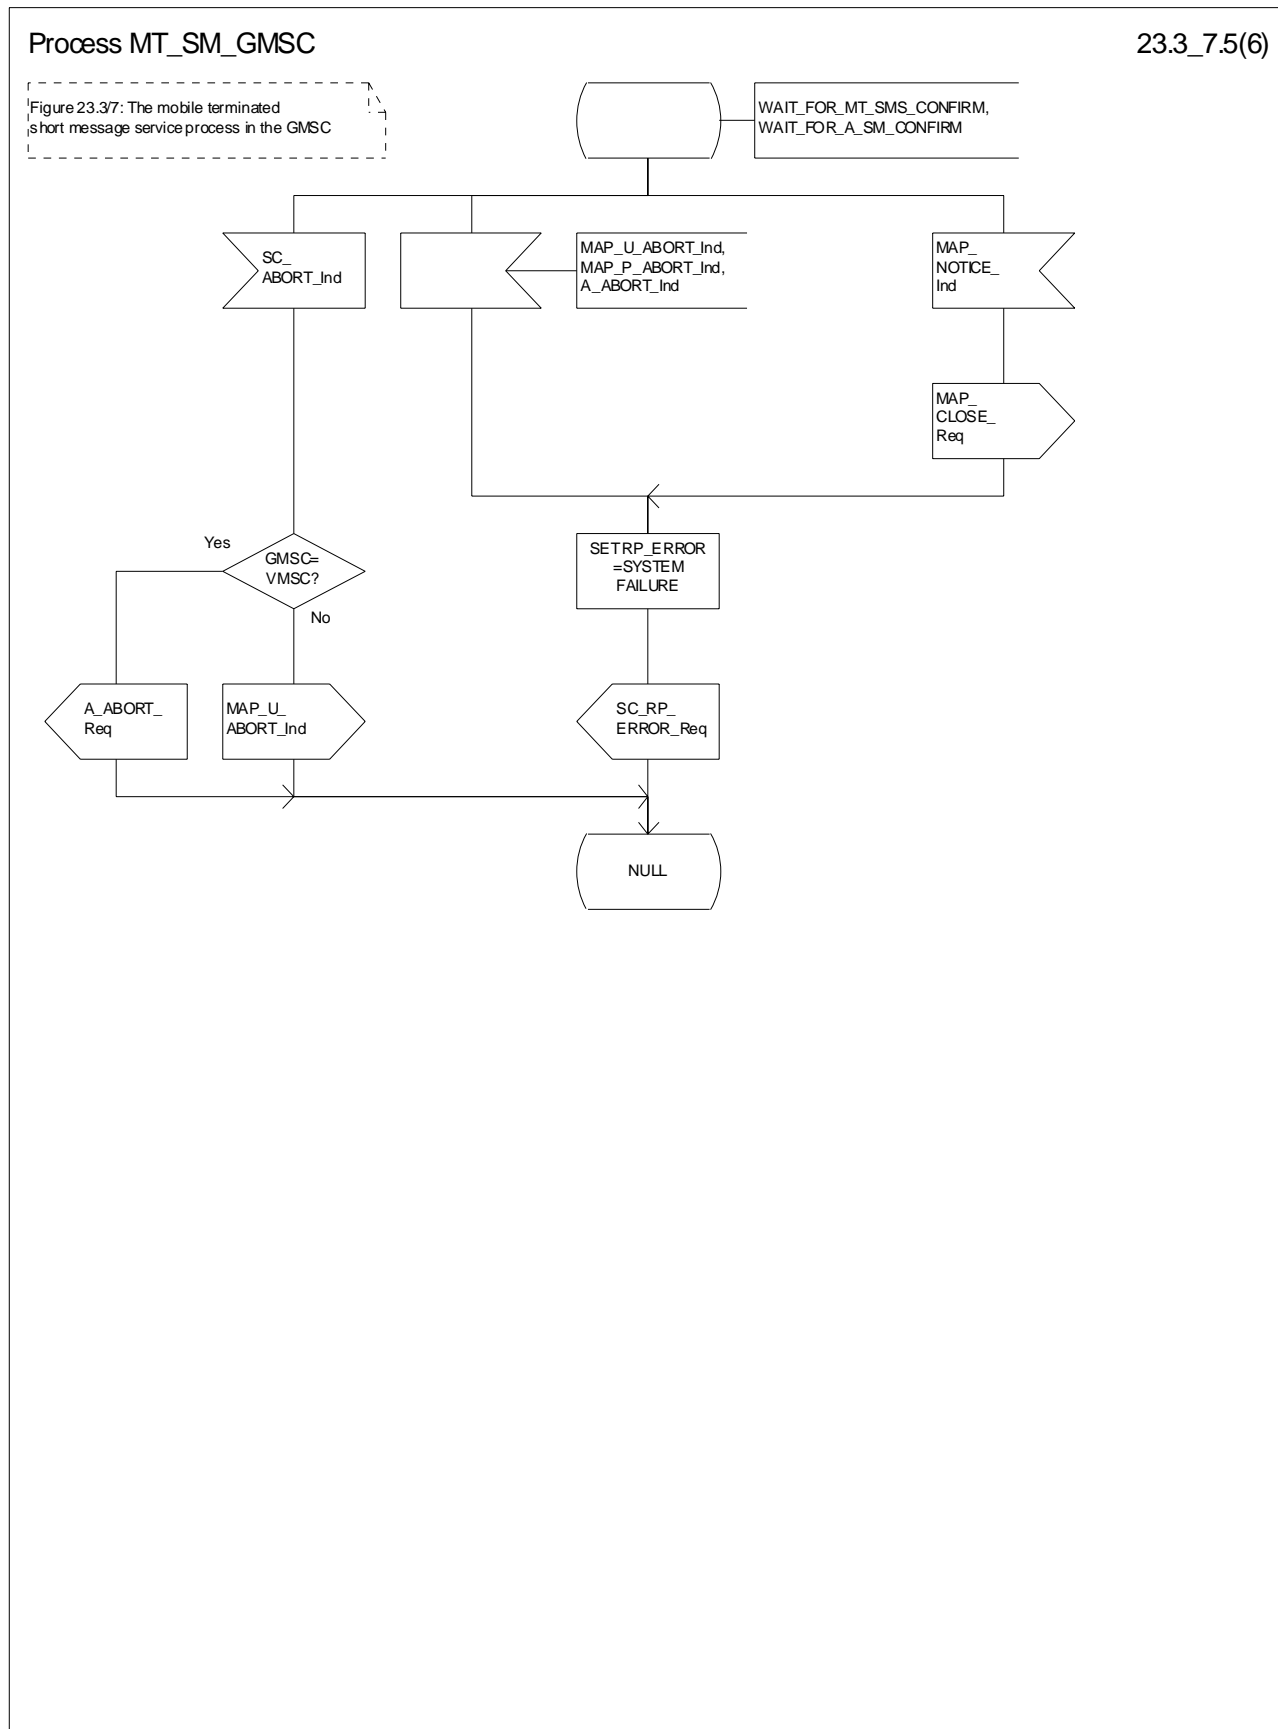 Process MT_SM_GMSC
23.3_7.5(6)
Figure 23.3/7: The mobile terminated
short message service process in the GMSC
WAIT_FOR_MT_SMS_CONFIRM,
WAIT_FOR_A_SM_CONFIRM
SC_
ABORT_Ind
MAP_U_ABORT_Ind,
MAP_P_ABORT_Ind,
A_ABORT_Ind
MAP_
NOTICE_
Ind
MAP_
CLOSE_
Req
Yes
GMSC=
VMSC?
No
SET RP_ERROR
=SYSTEM
FAILURE
A_ABORT_
Req
MAP_U_
ABORT_Ind
SC_RP_
ERROR_Req
NULL